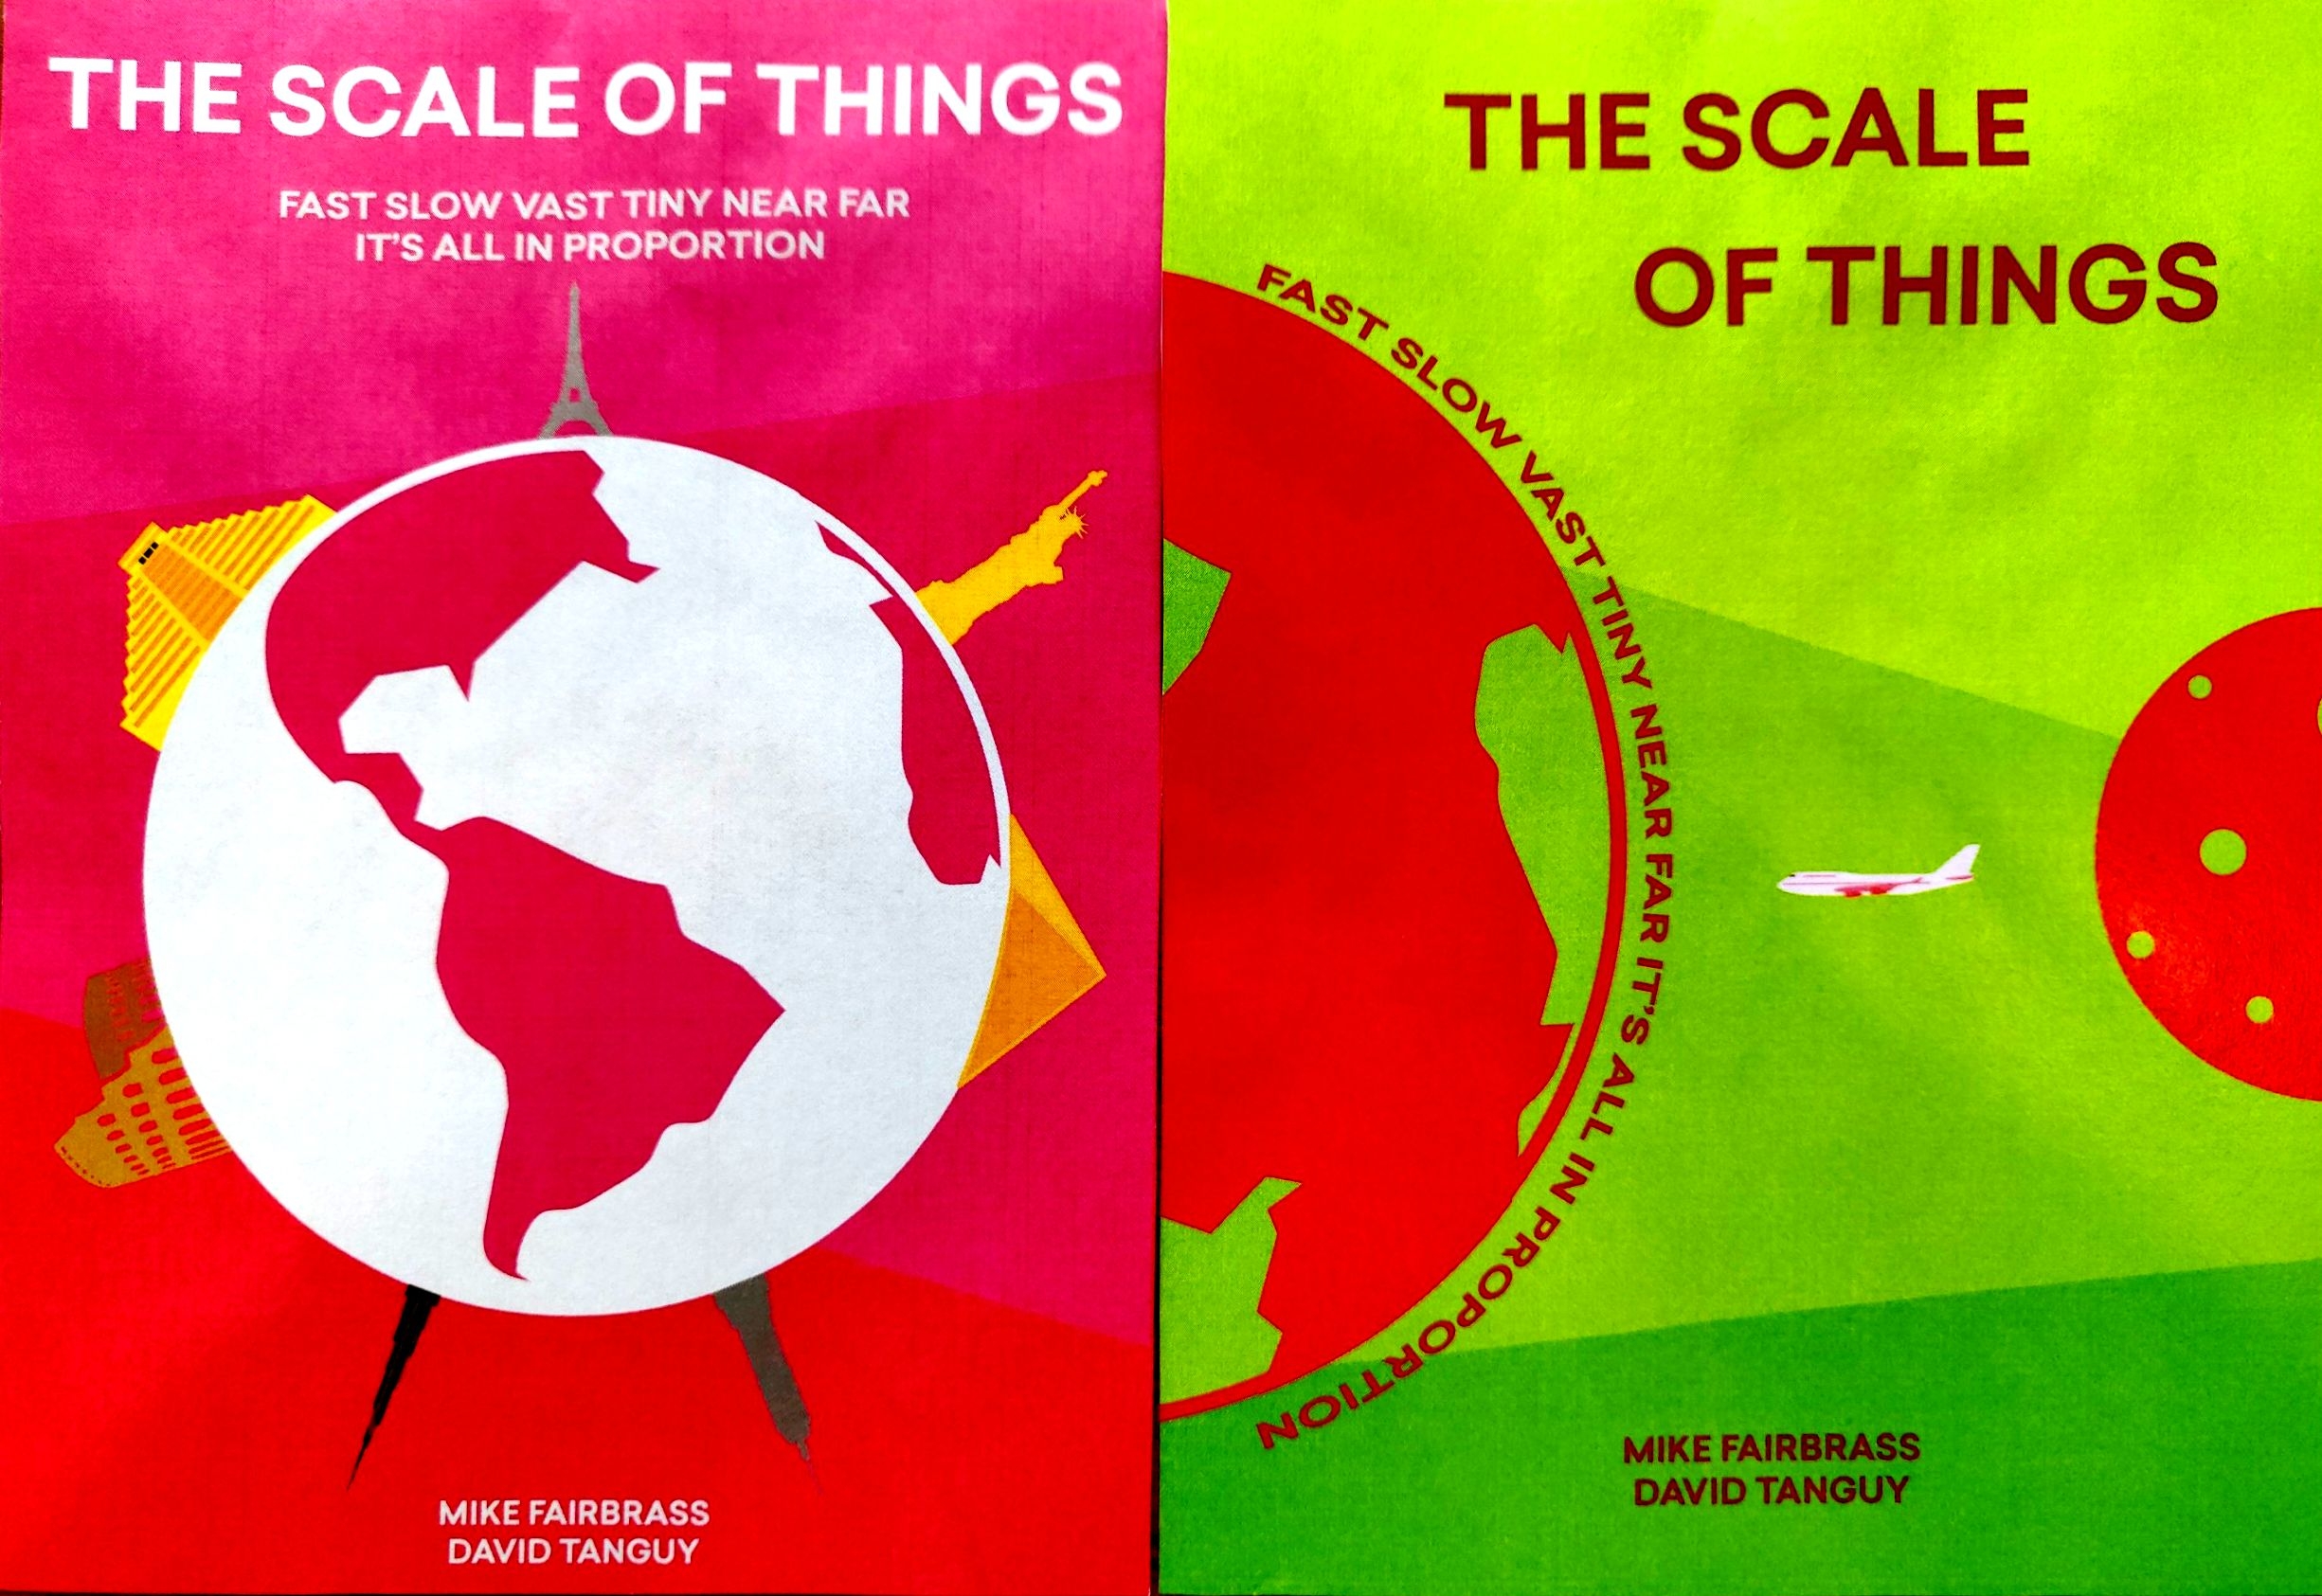 THE SCALE OF THINGS
FAST SLOW VAST TINY NEAR FAR
IT'S ALL IN PROPORTION
MIKE FAIRBRASS
DAVID TANGUY
THE SCALE
OF THINGS
FAST SLOW VAST TINY NEAR FAR IT'S ALL IN PROPORTION
MIKE FAIRBRASS
DAVID TANGUY